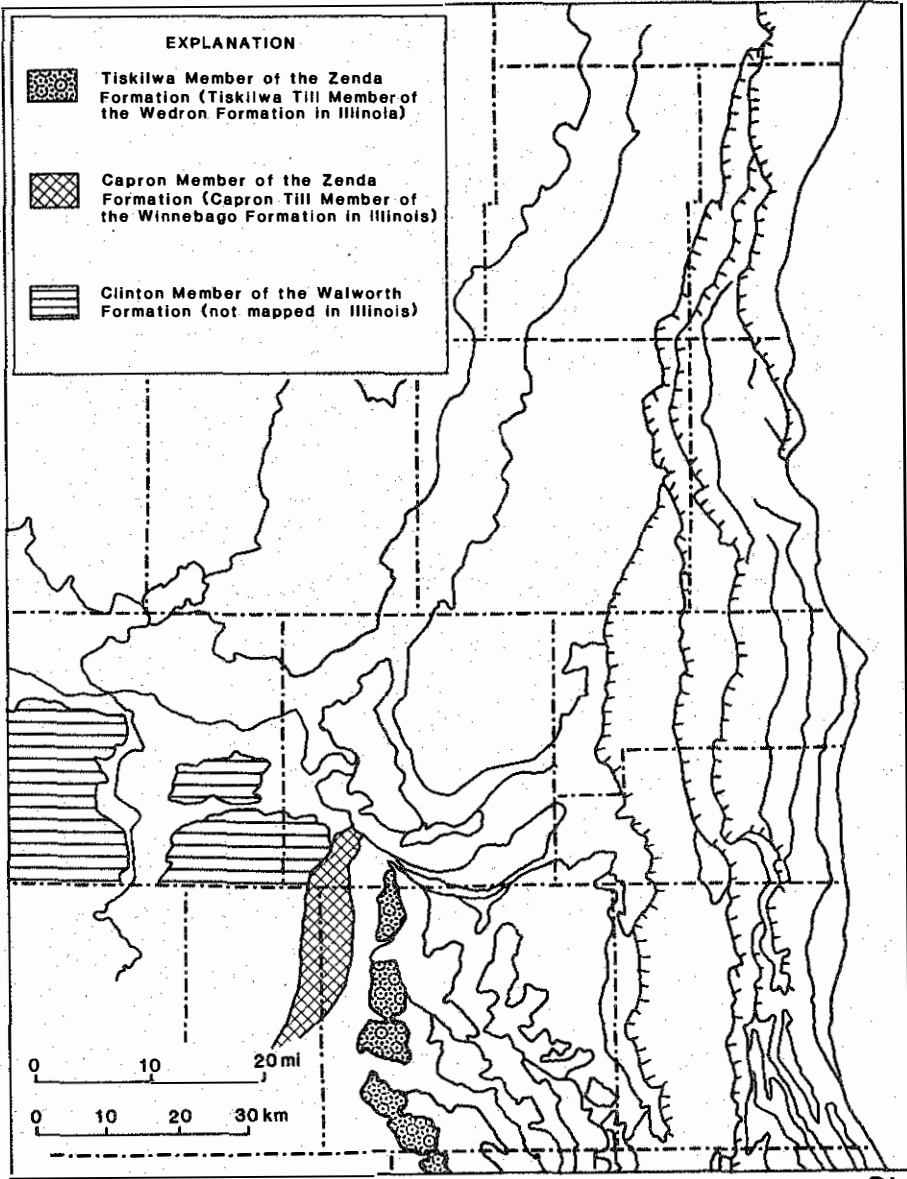 EXPLANATION
Tiskilwa Member of the Zenda
Formation (Tiskilwa Till Member of
the Wedron Formation in Illinois)
Capron Member of the Zenda
Formation (Capron Till Member of
the Winnebago Formation in Illinois)
Clinton Member of the Walworth
Formation (not mapped in Illinois)
0 10 20 mi
0 10 20 30 km